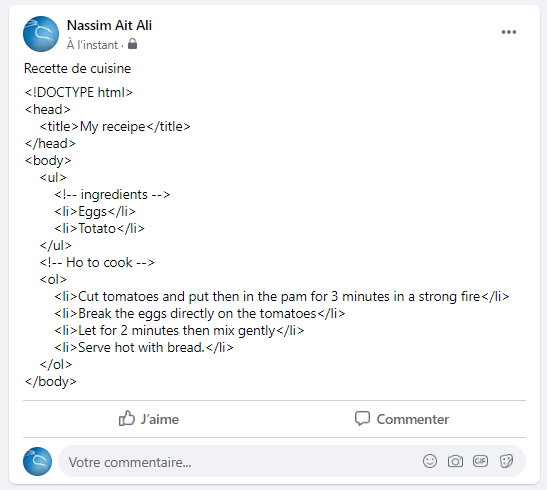 Nassim Ait Ali
À l'instant ·
Recette de cuisine
<!DOCTYPE html>
<head>
<title>My receipe</title>
</head>
<body>
<ul>
<!-- ingredients -->
<li>Eggs</li>
<li>Totato</li>
</ul>
<!-- Ho to cook -->
<ol>
<li>Cut tomatoes and put then in the pam for 3 minutes in a strong fire</li>
<li>Break the eggs directly on the tomatoes</li>
<li>Let for 2 minutes then mix gently</li>
<li>Serve hot with bread.</li>
</ol>
</body>
J'aime Commenter
Votre commentaire... GIF